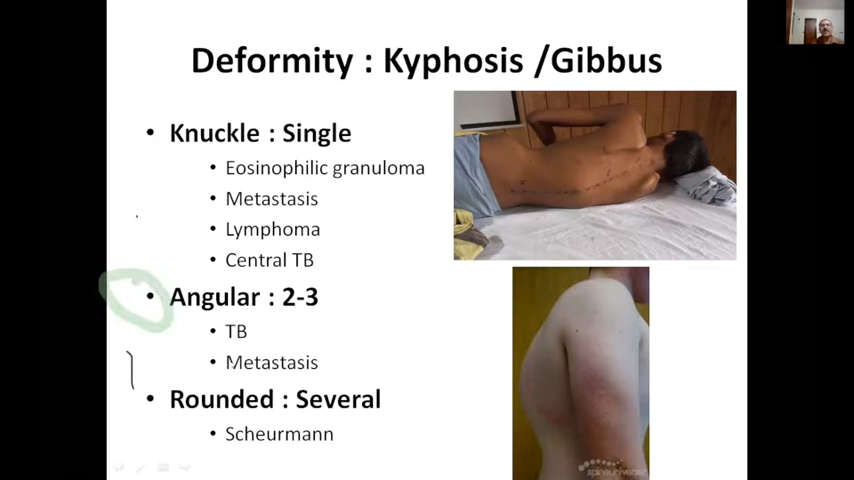 Deformity : Kyphosis /Gibbus
• Knuckle : Single
• Eosinophilic granuloma
• Metastasis
• Lymphoma
• Central TB
• Angular : 2-3
• TB
• Metastasis
• Rounded : Several
• Scheurmann
spineuniverse